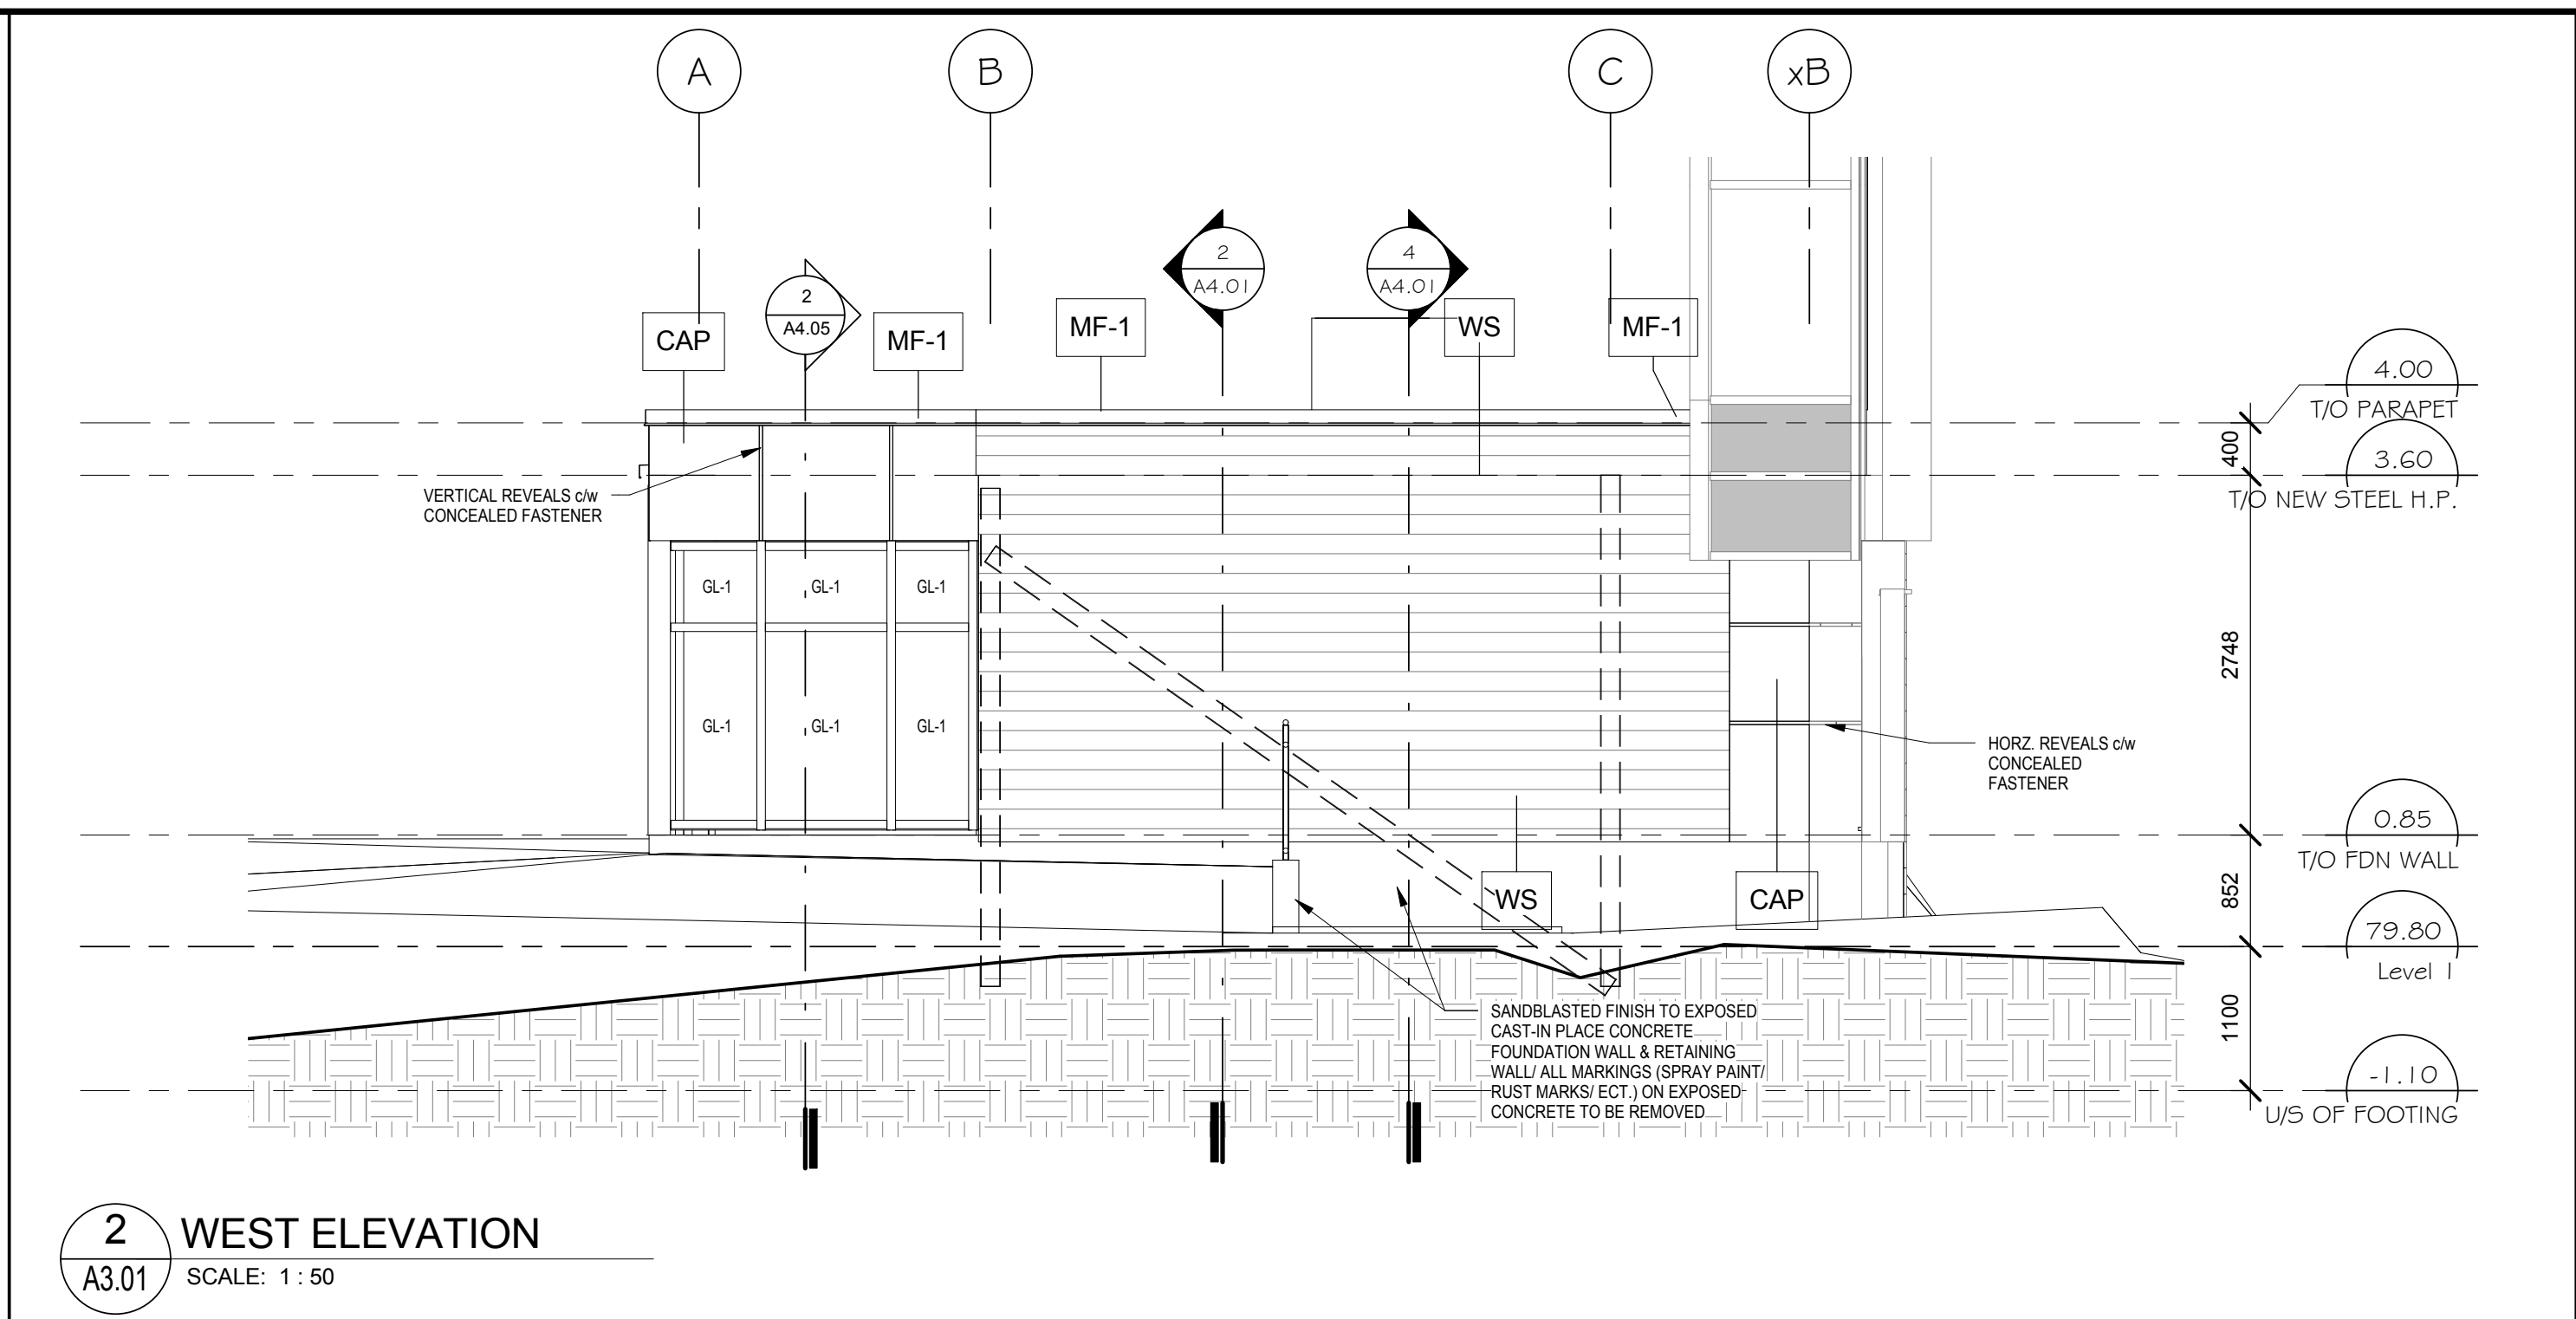 A
B
C
xB
2
A4.01
4
A4.01
2
A4.05
CAP
MF-1
MF-1
WS
MF-1
4.00
T/O PARAPET
400
3.60
T/O NEW STEEL H.P.
VERTICAL REVEALS c/w
CONCEALED FASTENER
GL-1
GL-1
GL-1
2748
GL-1
GL-1
GL-1
HORZ. REVEALS c/w
CONCEALED
FASTENER
0.85
T/O FDN WALL
852
WS
CAP
79.80
Level 1
1100
SANDBLASTED FINISH TO EXPOSED
CAST-IN PLACE CONCRETE
FOUNDATION WALL & RETAINING
WALL/ ALL MARKINGS (SPRAY PAINT/
RUST MARKS/ ECT.) ON EXPOSED
CONCRETE TO BE REMOVED
-1.10
U/S OF FOOTING
2
A3.01
WEST ELEVATION
SCALE: 1 : 50